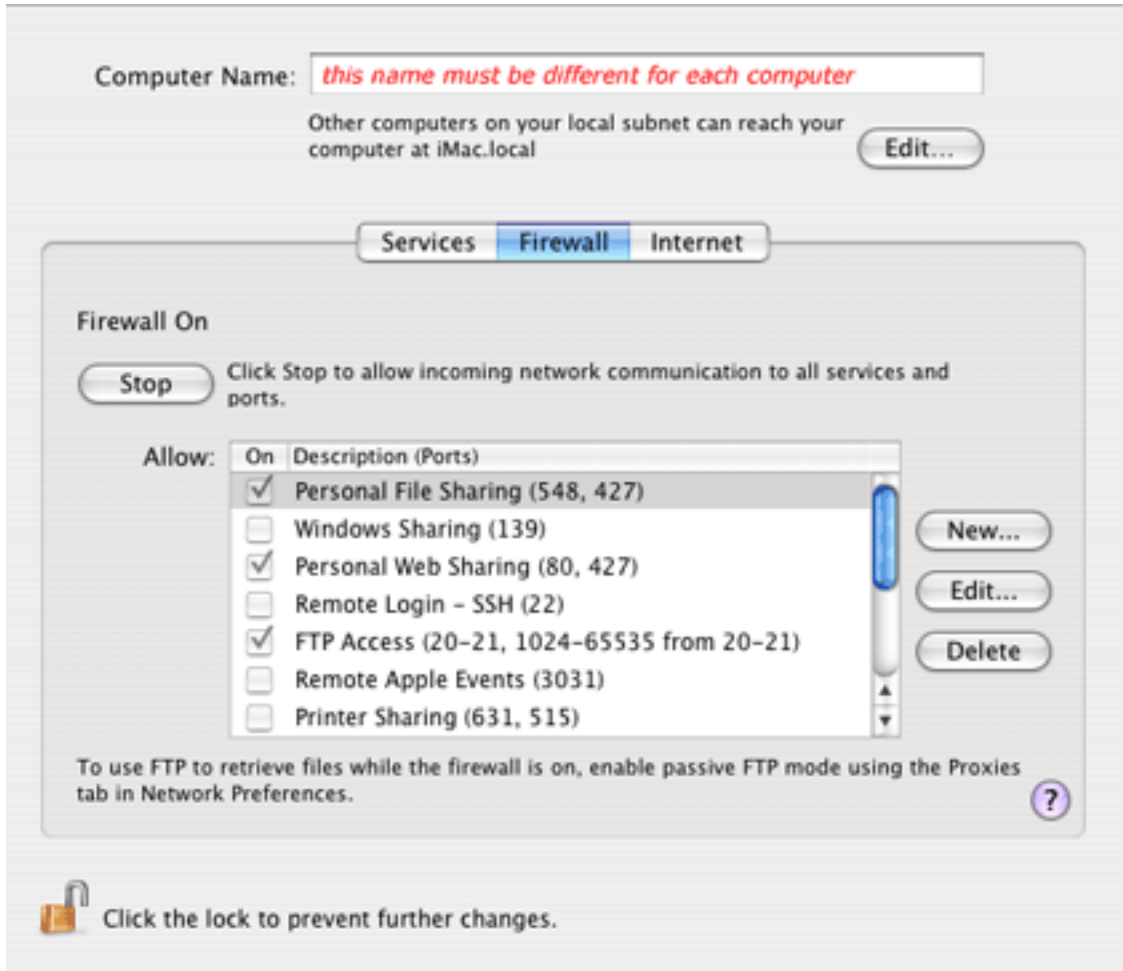 Computer Name: this name must be different for each computer
Other computers on your local subnet can reach your
computer at iMac.local
Edit...
Services Firewall Internet
Firewall On
Stop
Click Stop to allow incoming network communication to all services and
ports.
Allow:
On Description (Ports)
Personal File Sharing (548, 427)
Windows Sharing (139)
Personal Web Sharing (80, 427)
Remote Login – SSH (22)
FTP Access (20–21, 1024–65535 from 20–21)
Remote Apple Events (3031)
Printer Sharing (631, 515)
New...
Edit...
Delete
To use FTP to retrieve files while the firewall is on, enable passive FTP mode using the Proxies
tab in Network Preferences.
?
Click the lock to prevent further changes.